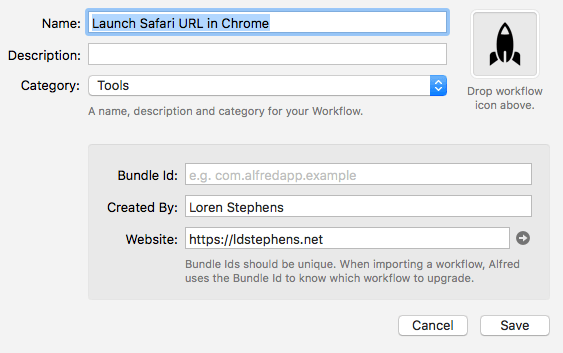 Name: Launch Safari URL in Chrome
Description:
Category: Tools
A name, description and category for your Workflow.
Drop workflow
icon above.
Bundle Id: e.g. com.alfredapp.example
Created By: Loren Stephens
Website: https://ldstephens.net
Bundle Ids should be unique. When importing a workflow, Alfred
uses the Bundle Id to know which workflow to upgrade.
Cancel Save